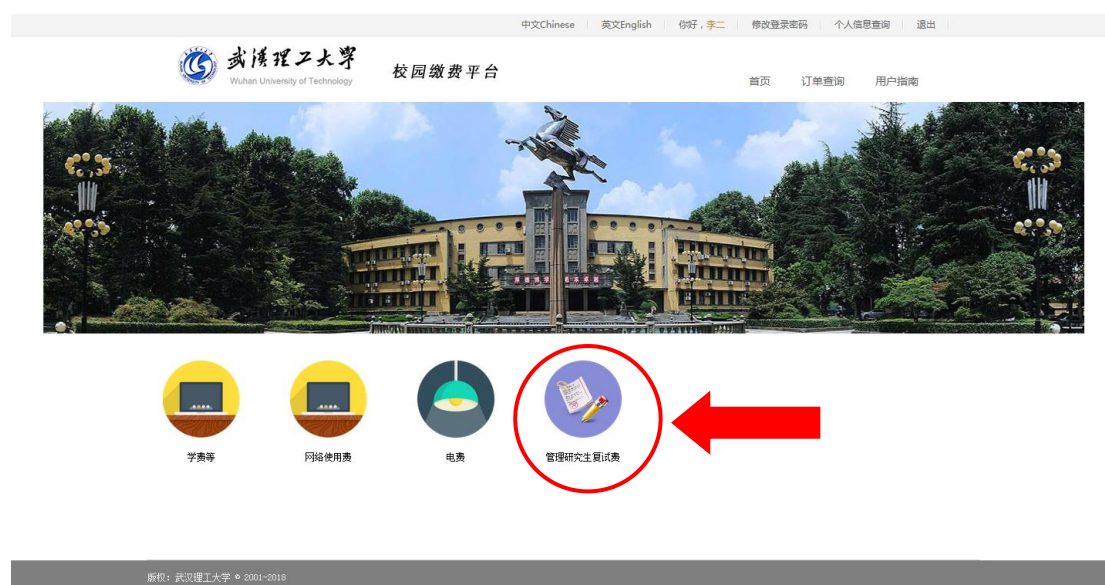 中文Chinese 英文English 你好，李二 修改登录密码 个人信息查询 退出
武汉理工大学
Wuhan University of Technology
校园缴费平台
首页 订单查询 用户指南
学费等 网络使用费 电费 管理研究生复试费
版权：武汉理工大学 © 2001-2018